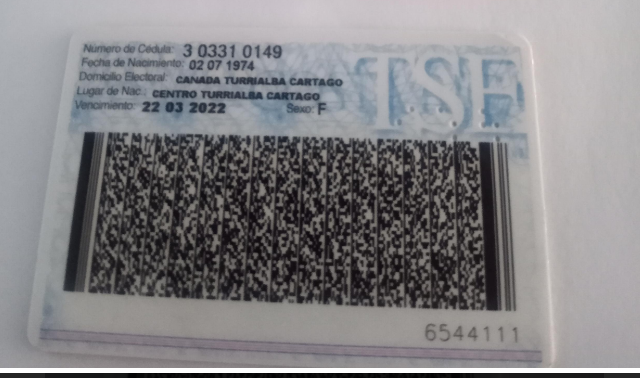 Número de Cédula: 3 0331 0149
Fecha de Nacimiento: 02 07 1974
Domicilio Electoral: CANADA TURRIALBA CARTAGO
Lugar de Nac.: CENTRO TURRIALBA CARTAGO
Vencimiento: 22 03 2022 Sexo: F
TSE
6544111